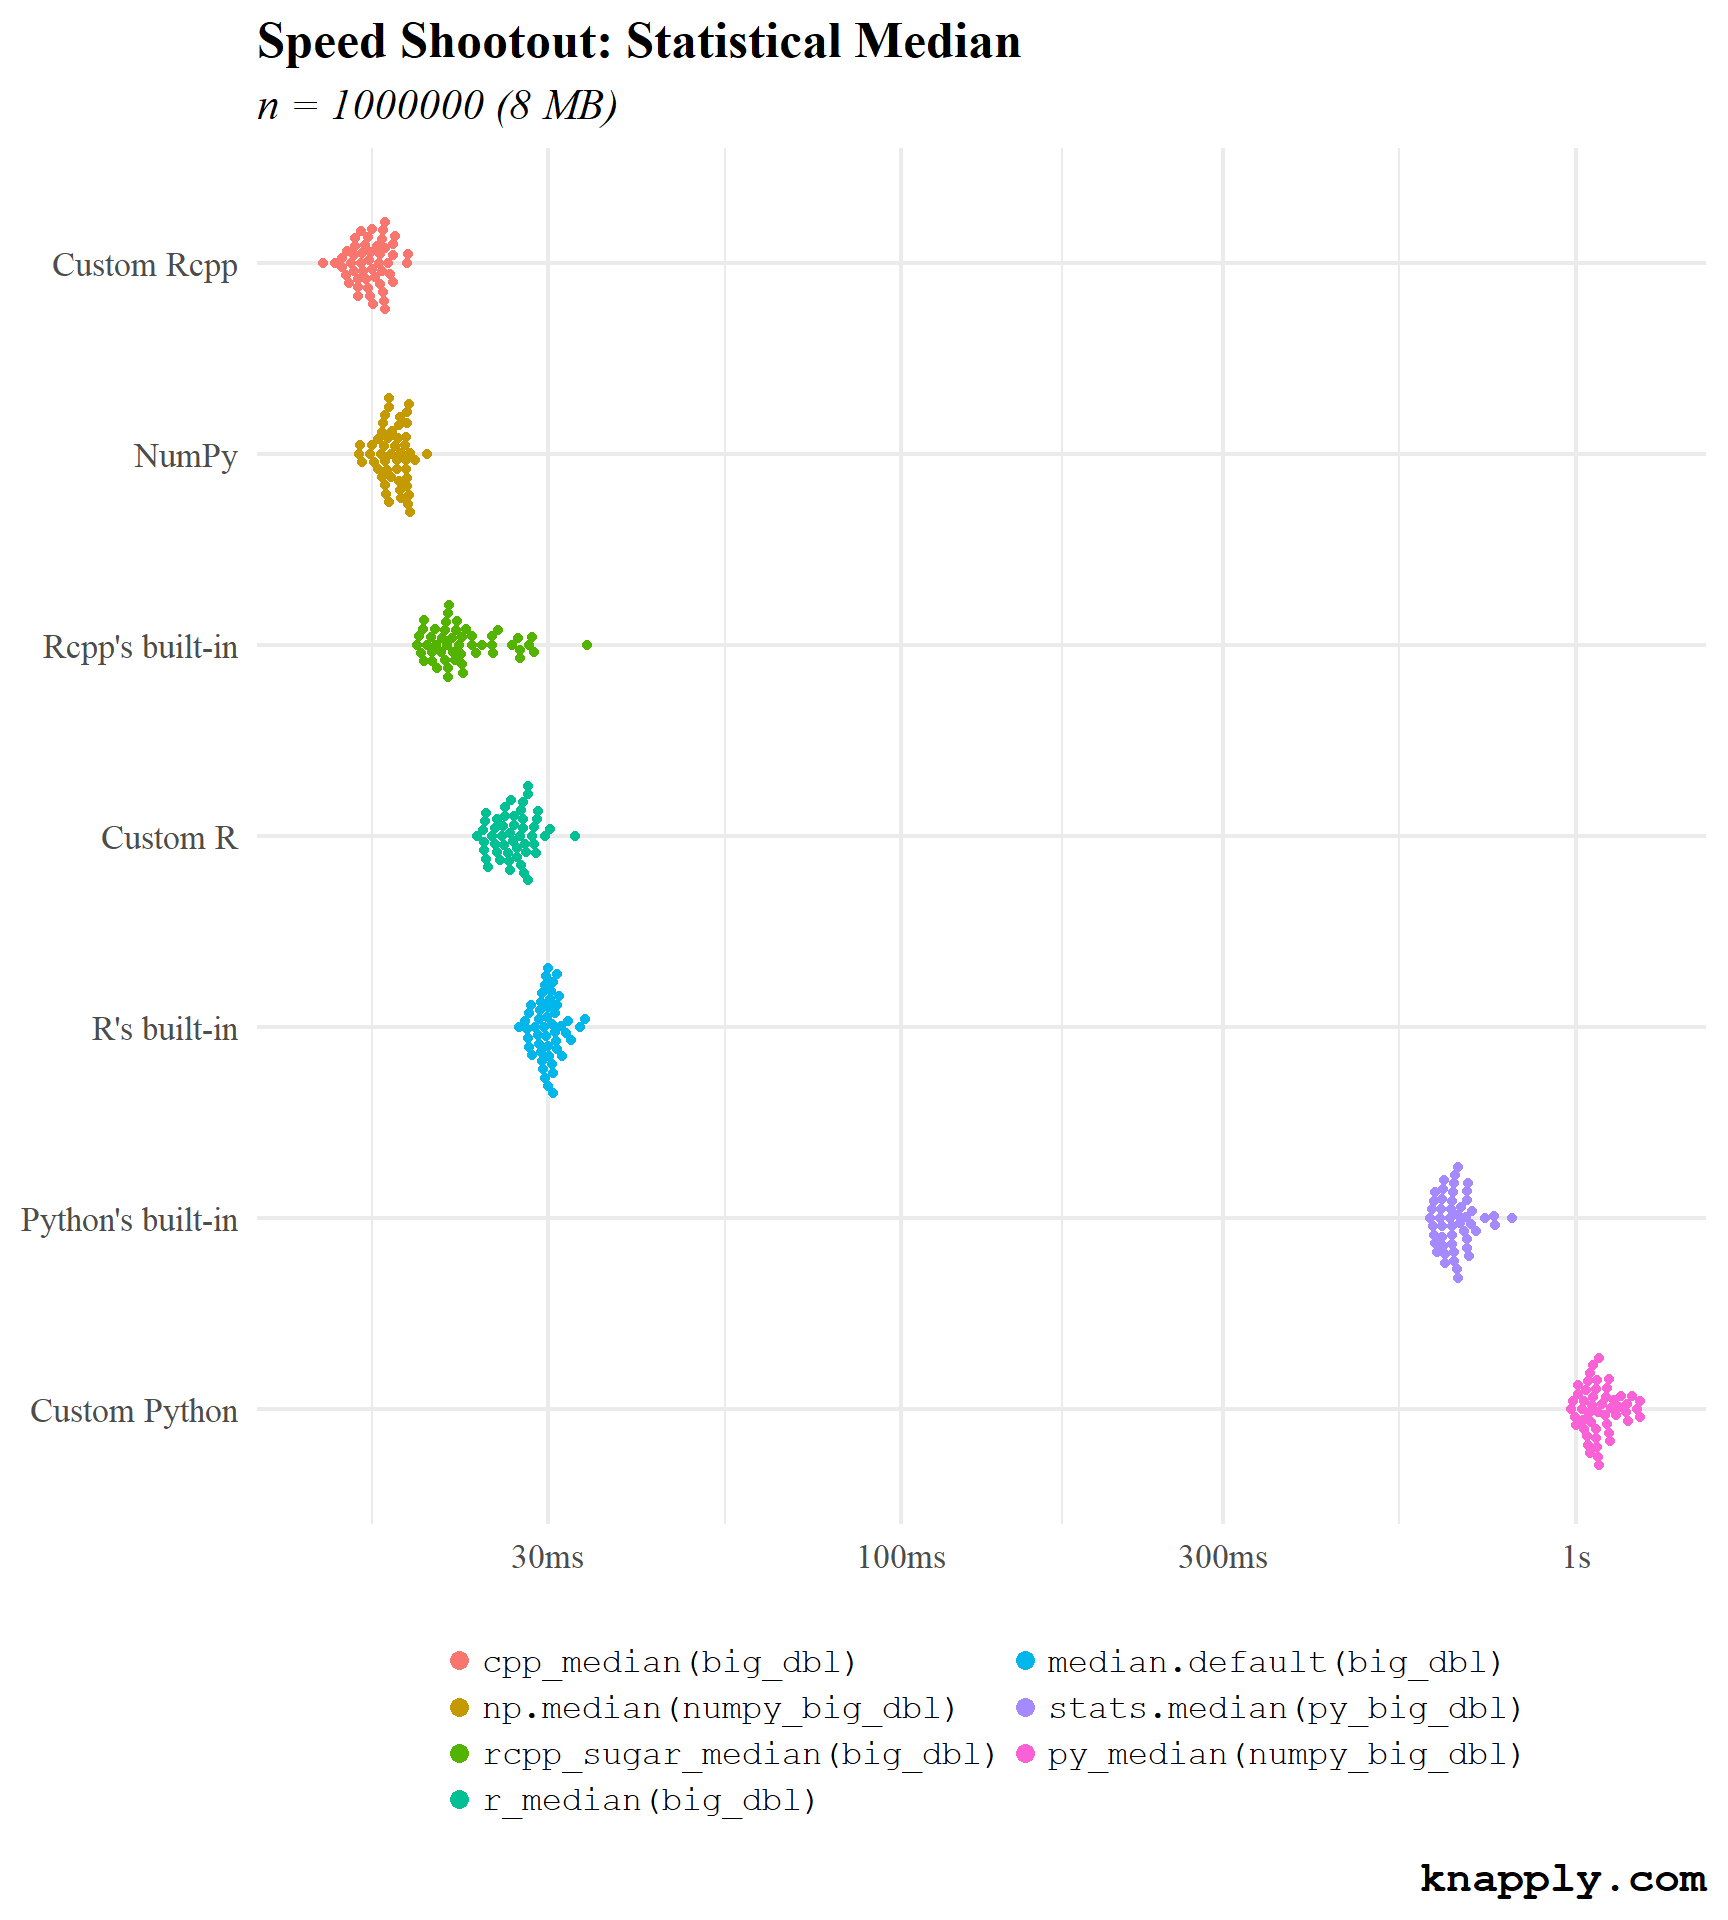 Speed Shootout: Statistical Median
n = 1000000 (8 MB)
Custom Rcpp
NumPy
Rcpp's built-in
Custom R
R's built-in
Python's built-in
Custom Python
30ms 100ms 300ms 1s
cpp_median(big_dbl)
np.median(numpy_big_dbl)
rcpp_sugar_median(big_dbl)
r_median(big_dbl)
median.default(big_dbl)
stats.median(py_big_dbl)
py_median(numpy_big_dbl)
knapply.com